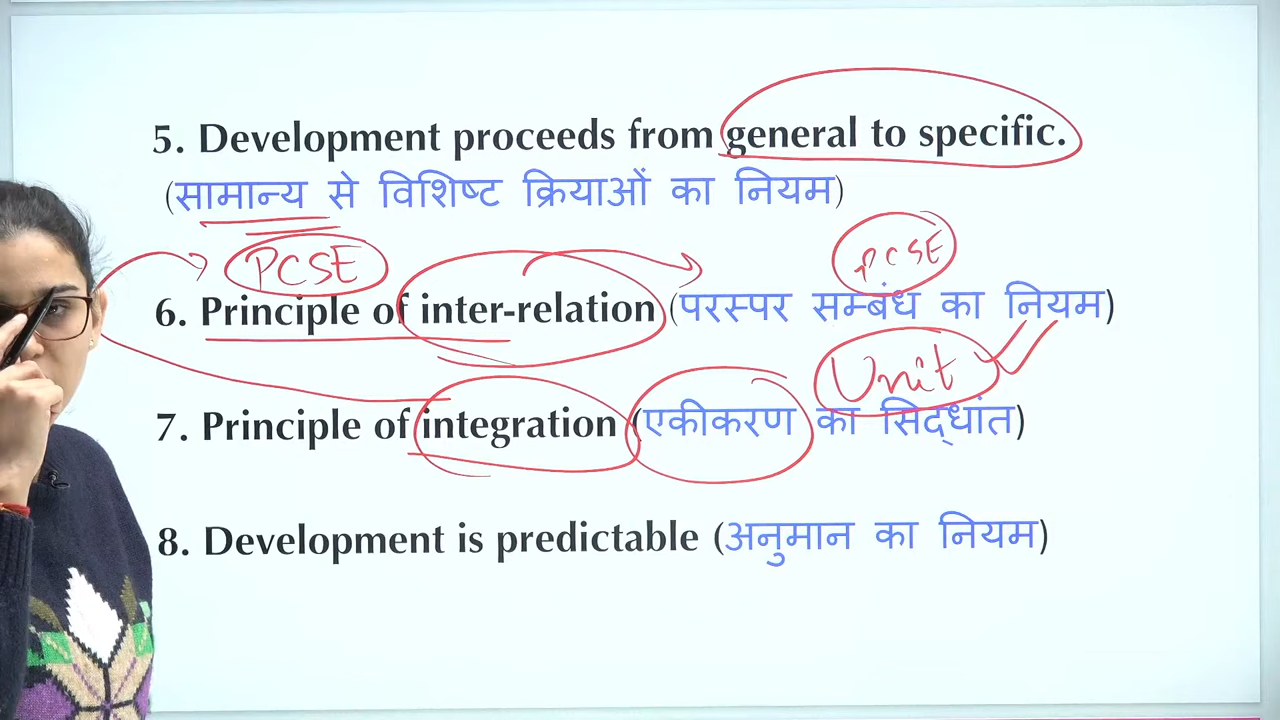 5. Development proceeds from general to specific.
(सामान्य से विशिष्ट क्रियाओं का नियम)
PCSE
PCSE
6. Principle of inter-relation (परस्पर सम्बंध का नियम)
Unit
7. Principle of integration (एकीकरण का सिद्धांत)
8. Development is predictable (अनुमान का नियम)